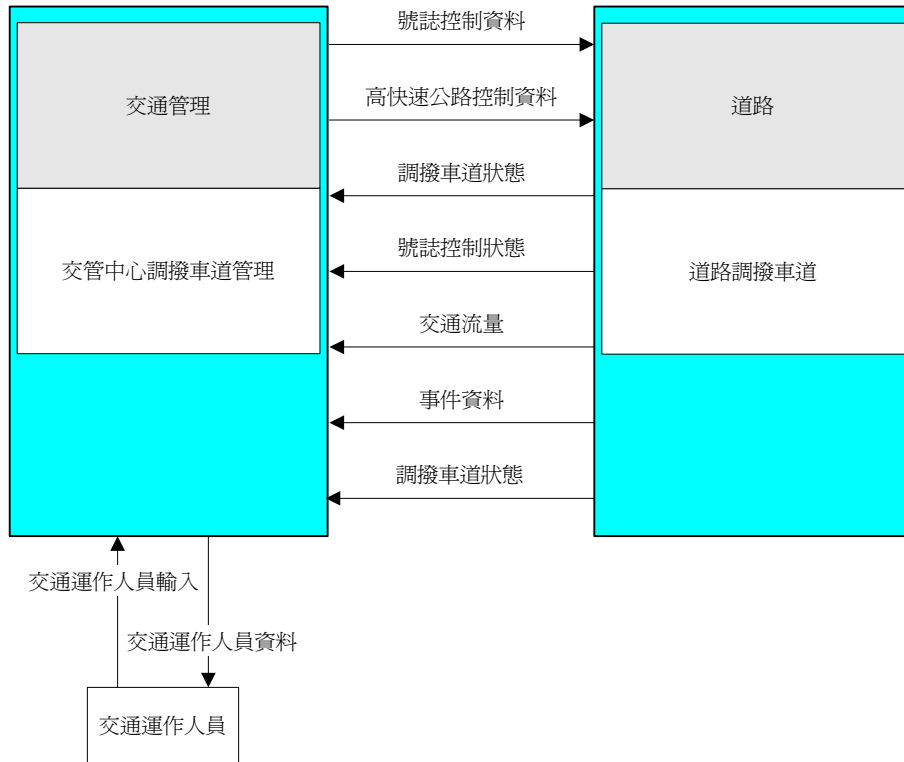 號誌控制資料
交通管理
高快速公路控制資料
道路
調撥車道狀態
交管中心調撥車道管理
號誌控制狀態
道路調撥車道
交通流量
事件資料
調撥車道狀態
交通運作人員輸入
交通運作人員資料
交通運作人員